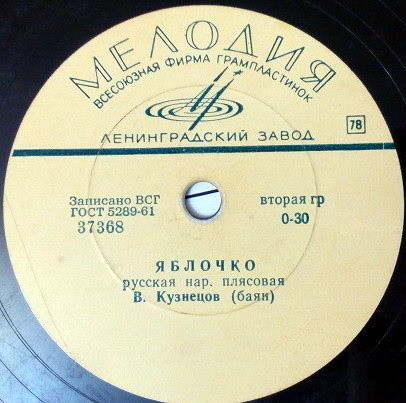 МЕЛОДИЯ
ВСЕСОЮЗНАЯ ФИРМА ГРАМПЛАСТИНОК
ЛЕНИНГРАДСКИЙ ЗАВОД
78
Записано ВСГ
ГОСТ 5289-61
37368
вторая гр
0-30
ЯБЛОЧКО
русская нар. плясовая
В. Кузнецов (баян)